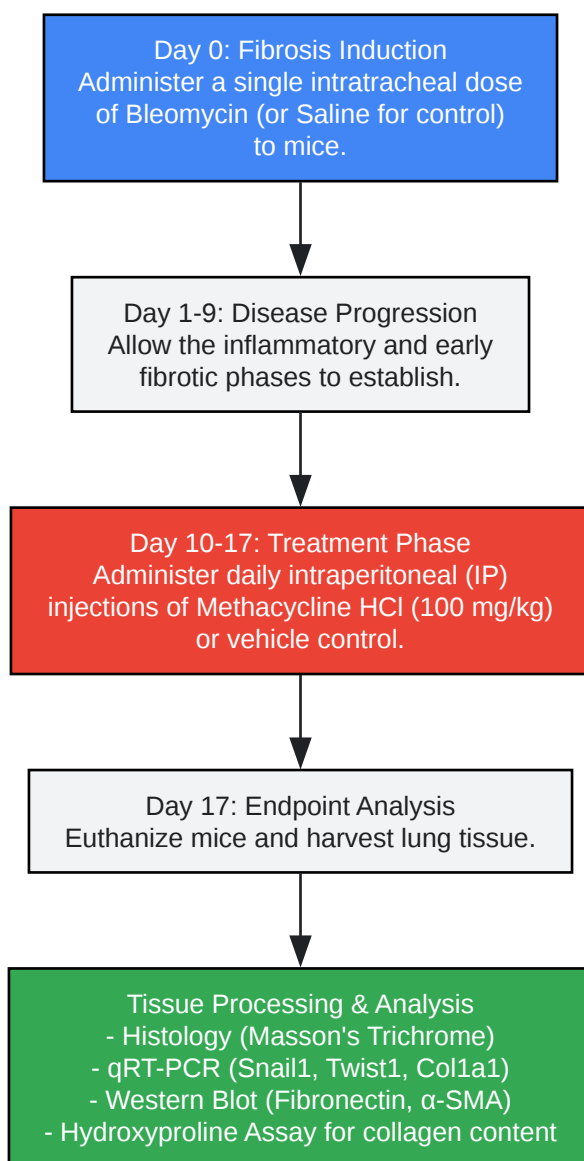 Day 0: Fibrosis Induction
Administer a single intratracheal dose
of Bleomycin (or Saline for control)
to mice.
Day 1-9: Disease Progression
Allow the inflammatory and early
fibrotic phases to establish.
Day 10-17: Treatment Phase
Administer daily intraperitoneal (IP)
injections of Methacycline HCl (100 mg/kg)
or vehicle control.
Day 17: Endpoint Analysis
Euthanize mice and harvest lung tissue.
Tissue Processing & Analysis
- Histology (Masson's Trichrome)
- qRT-PCR (Snail1, Twist1, Col1a1)
- Western Blot (Fibronectin, α-SMA)
- Hydroxyproline Assay for collagen content